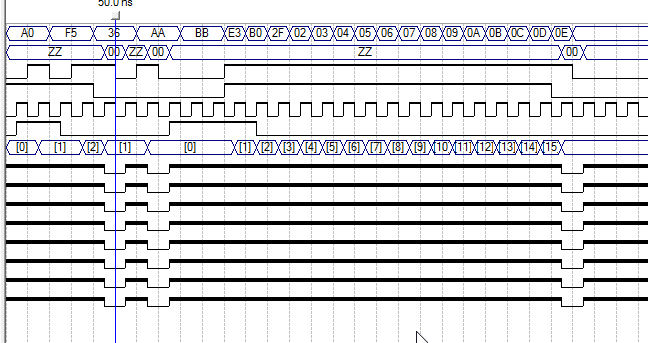 50.0 ns
A0 F5 36 AA BB E3 B0 2F 02 03 04 05 06 07 08 09 0A 0B 0C 0D 0E
ZZ 00 ZZ 00 ZZ 00
[0] [1] [2] [1] [0] [1] [2] [3] [4] [5] [6] [7] [8] [9] [10 [11] [12] [13] [14] [15